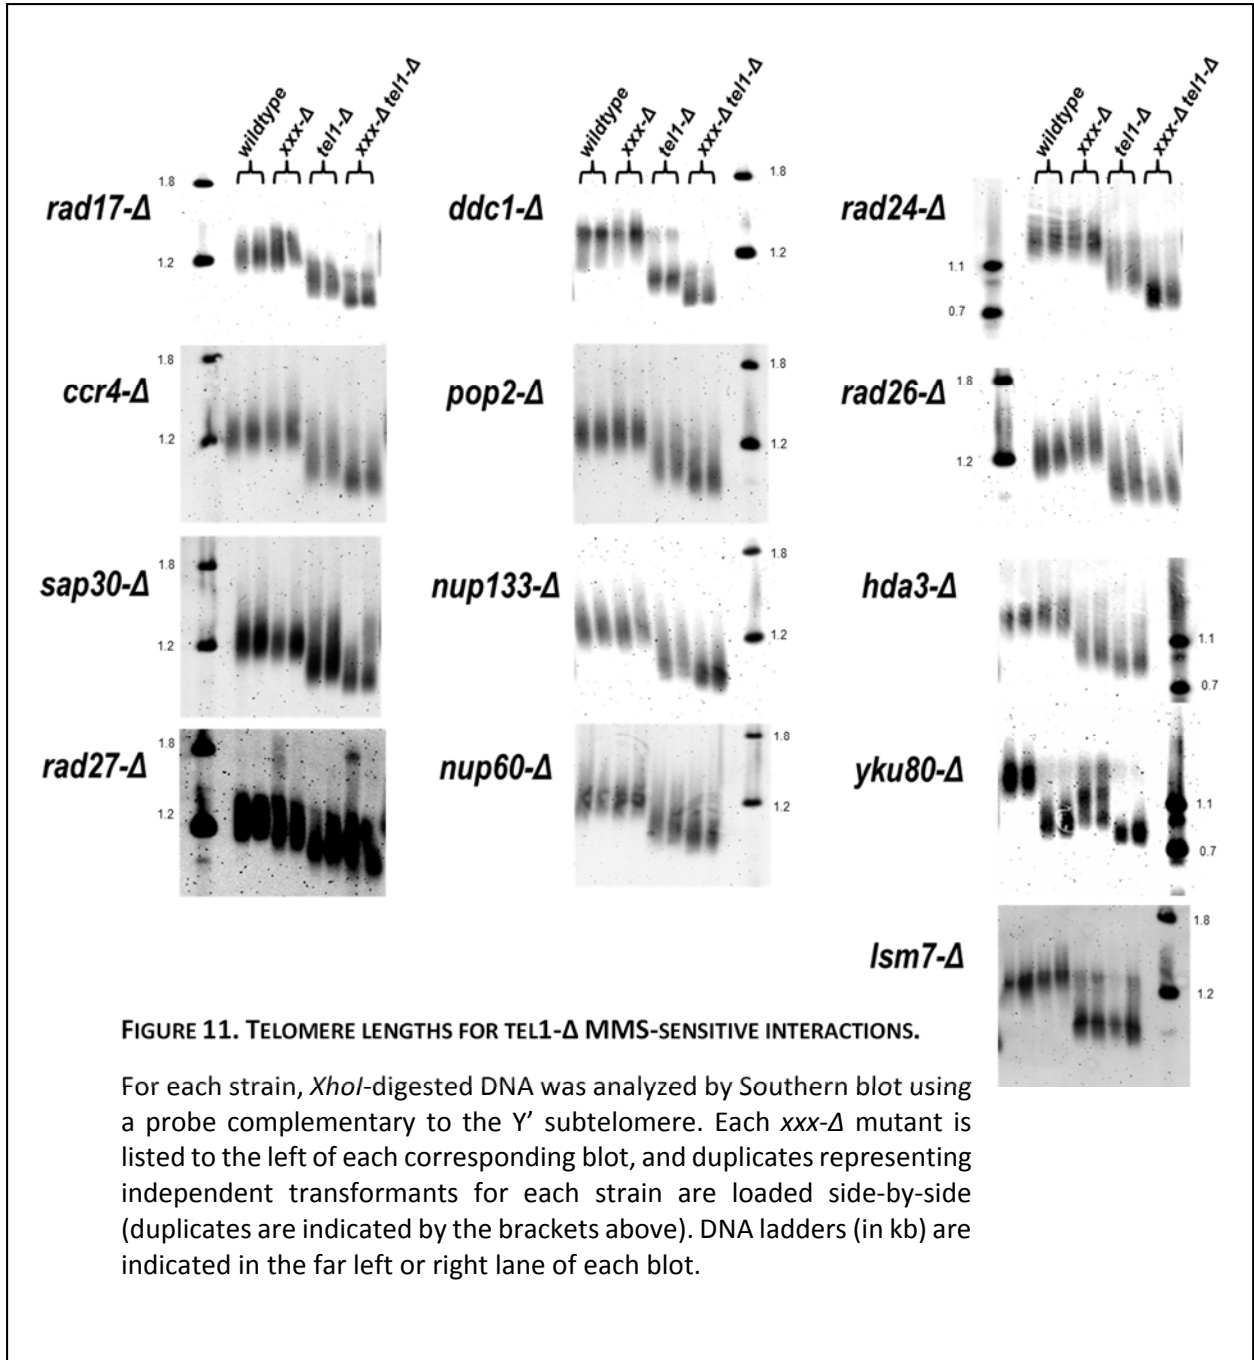 wildtype xxx-Δ tel1-Δ xxx-Δ tel1-Δ
wildtype xxx-Δ tel1-Δ xxx-Δ tel1-Δ
wildtype xxx-Δ tel1-Δ xxx-Δ tel1-Δ
rad17-Δ
1.8
1.2
ddc1-Δ
1.8
1.2
rad24-Δ
1.1
0.7
ccr4-Δ
1.8
1.2
pop2-Δ
1.8
1.2
rad26-Δ
1.8
1.2
sap30-Δ
1.8
1.2
nup133-Δ
1.8
1.2
hda3-Δ
1.1
0.7
rad27-Δ
1.8
1.2
nup60-Δ
1.8
1.2
yku80-Δ
1.1
0.7
lsm7-Δ
1.8
1.2
FIGURE 11. TELOMERE LENGTHS FOR TEL1-Δ MMS-SENSITIVE INTERACTIONS.
For each strain, XhoI-digested DNA was analyzed by Southern blot using
a probe complementary to the Y’ subtelomere. Each xxx-Δ mutant is
listed to the left of each corresponding blot, and duplicates representing
independent transformants for each strain are loaded side-by-side
(duplicates are indicated by the brackets above). DNA ladders (in kb) are
indicated in the far left or right lane of each blot.